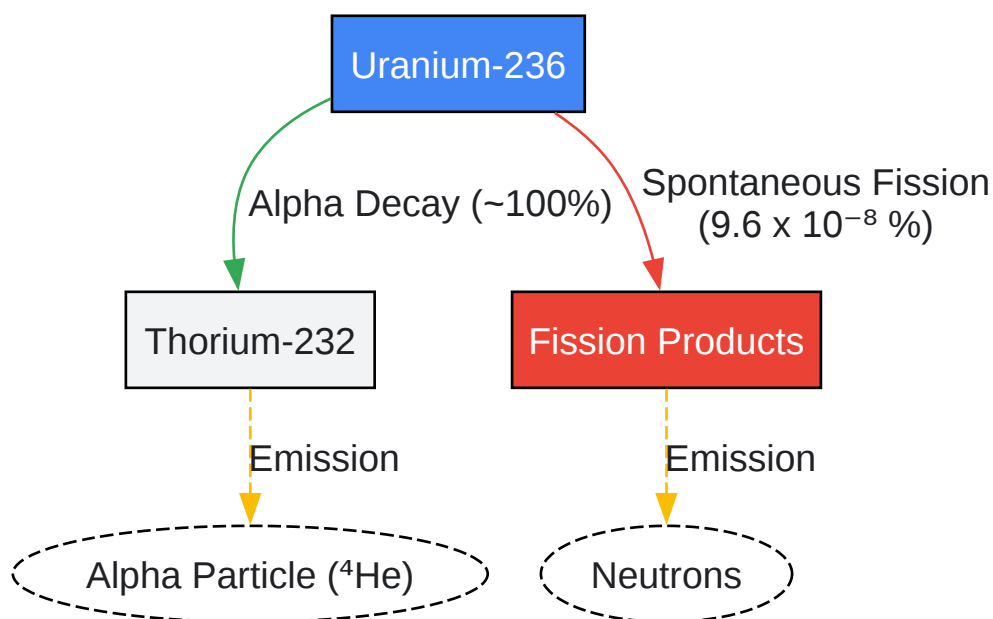 Uranium-236
Alpha Decay (~100%)
Spontaneous Fission
(9.6 x 10⁻⁸ %)
Thorium-232
Fission Products
Emission
Emission
Alpha Particle (⁴He)
Neutrons